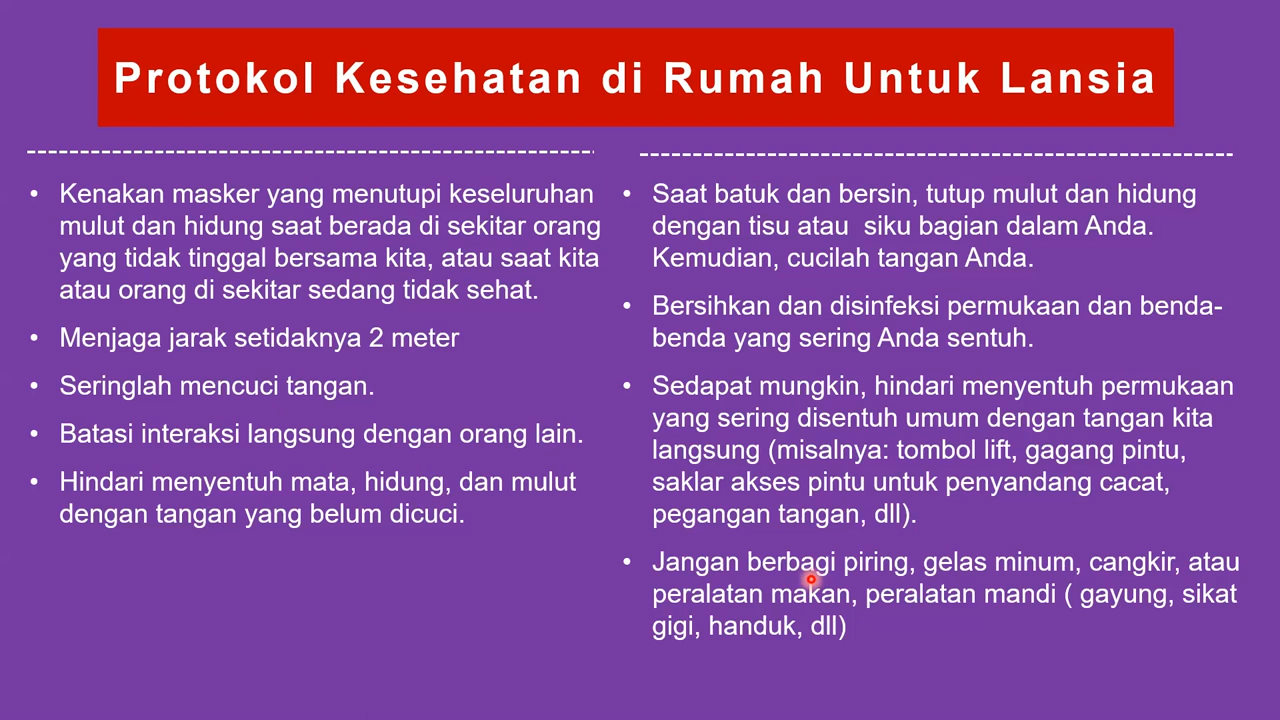 Protokol Kesehatan di Rumah Untuk Lansia
• Kenakan masker yang menutupi keseluruhan
mulut dan hidung saat berada di sekitar orang
yang tidak tinggal bersama kita, atau saat kita
atau orang di sekitar sedang tidak sehat.
• Menjaga jarak setidaknya 2 meter
• Seringlah mencuci tangan.
• Batasi interaksi langsung dengan orang lain.
• Hindari menyentuh mata, hidung, dan mulut
dengan tangan yang belum dicuci.
• Saat batuk dan bersin, tutup mulut dan hidung
dengan tisu atau  siku bagian dalam Anda.
Kemudian, cucilah tangan Anda.
• Bersihkan dan disinfeksi permukaan dan benda-
benda yang sering Anda sentuh.
• Sedapat mungkin, hindari menyentuh permukaan
yang sering disentuh umum dengan tangan kita
langsung (misalnya: tombol lift, gagang pintu,
saklar akses pintu untuk penyandang cacat,
pegangan tangan, dll).
• Jangan berbagi piring, gelas minum, cangkir, atau
peralatan makan, peralatan mandi ( gayung, sikat
gigi, handuk, dll)